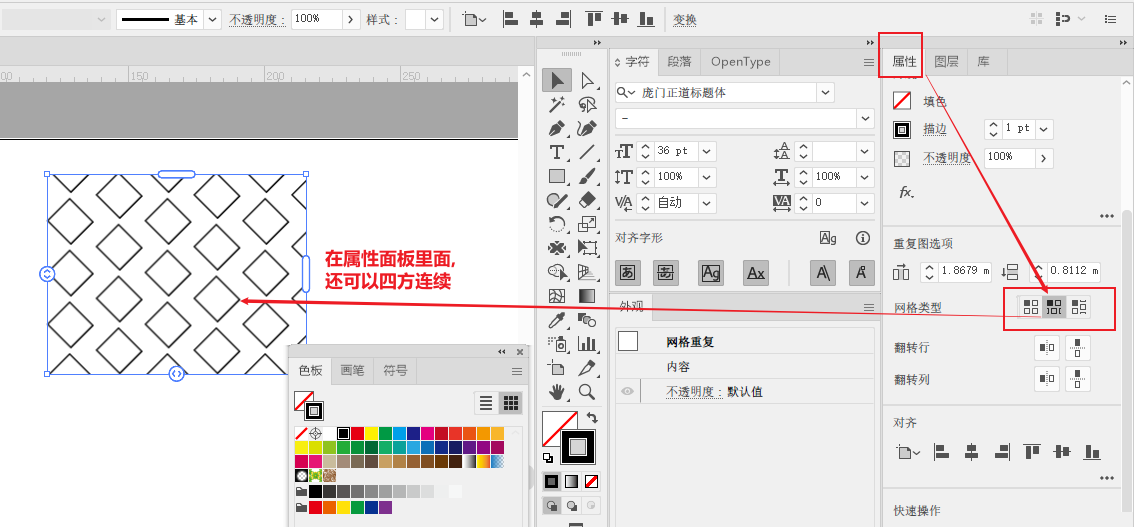 基本 不透明度： 100% 样式： 变换
100 150 200 250
字符 段落 OpenType
属性 图层 库
庞门正道标题体
-
填色
描边 1 pt
不透明度 100%
fx.
36 pt
100% 100%
自动 0
对齐字形
在属性面板里面，
还可以四方连续
重复图选项
1.8679 m 0.8112 m
网格类型
外观
网格重复
内容
不透明度： 默认值
翻转行
翻转列
色板 画笔 符号
对齐
快速操作